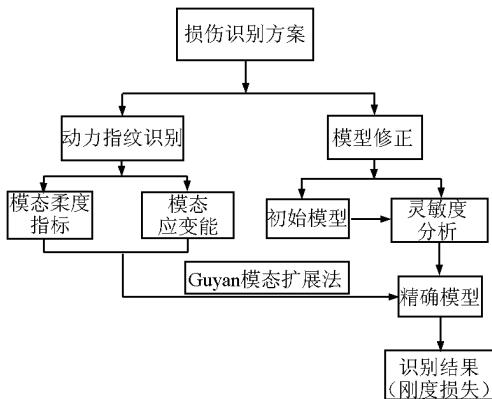 损伤识别方案
动力指纹识别
模型修正
模态柔度
指标
模态
应变能
初始模型
灵敏度
分析
Guyan模态扩展法
精确模型
识别结果
（刚度损失）